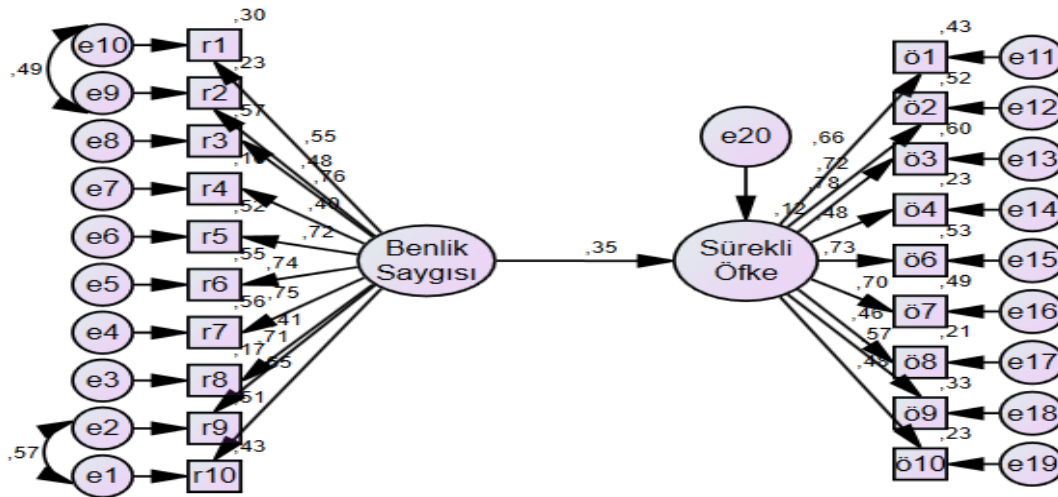 ,30
e10
r1
,23
,49
e9
r2
,57
e8
r3
e7
r4
,52
e6
r5
,55
e5
r6
,56
e4
r7
,17
e3
r8
,51
e2
r9
,43
,57
e1
r10
,55
,48
,76
,40
,72
,74
,75
,41
,71
Benlik
Saygısı
,35
e20
Sürekli
Öfke
,12
,66
,72
,78
,48
,73
,70
,46
,57
,43
ö1
e11
,52
ö2
e12
,60
ö3
e13
,23
ö4
e14
,53
ö6
e15
,49
ö7
e16
,21
ö8
e17
,33
ö9
e18
,23
ö10
e19